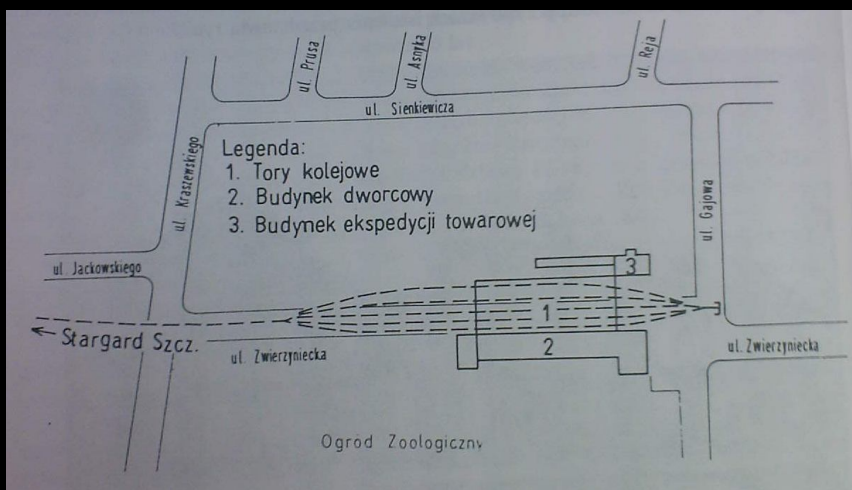 ul. Prusa
ul. Asnyka
ul. Reja
ul. Sienkiewicza
ul. Kraszewskiego
Legenda:
1. Tory kolejowe
2. Budynek dworcowy
3. Budynek ekspedycji towarowej
ul. Gajowa
ul. Jackowskiego
3
1
← Stargard Szcz.
2
ul. Zwierzyniecka
ul. Zwierzyniecka
Ogród Zoologiczny